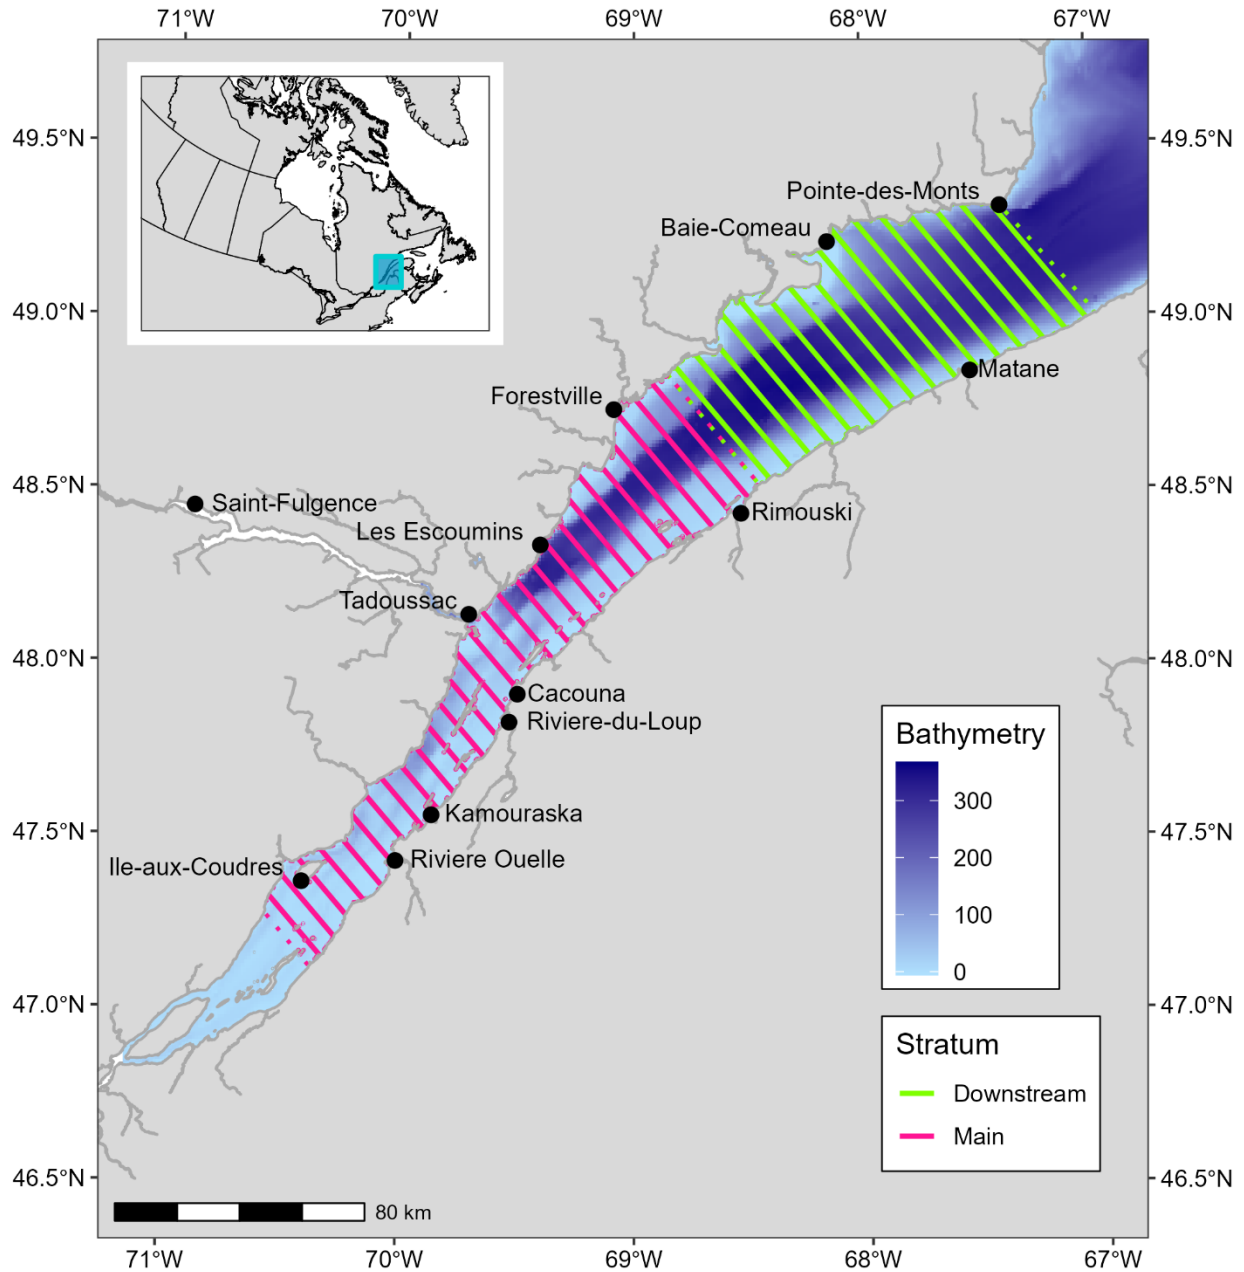 71°W 70°W 69°W 68°W 67°W
49.5°N 49.5°N
Pointe-des-Monts
Baie-Comeau
49.0°N 49.0°N
Matane
Forestville
48.5°N 48.5°N
Saint-Fulgence
Rimouski
Les Escoumins
Tadoussac
48.0°N 48.0°N
Cacouna
Riviere-du-Loup
Bathymetry
300
200
100
0
Kamouraska
47.5°N 47.5°N
Ile-aux-Coudres
Riviere Ouelle
47.0°N 47.0°N
Stratum
Downstream
Main
46.5°N 46.5°N
80 km
71°W 70°W 69°W 68°W 67°W